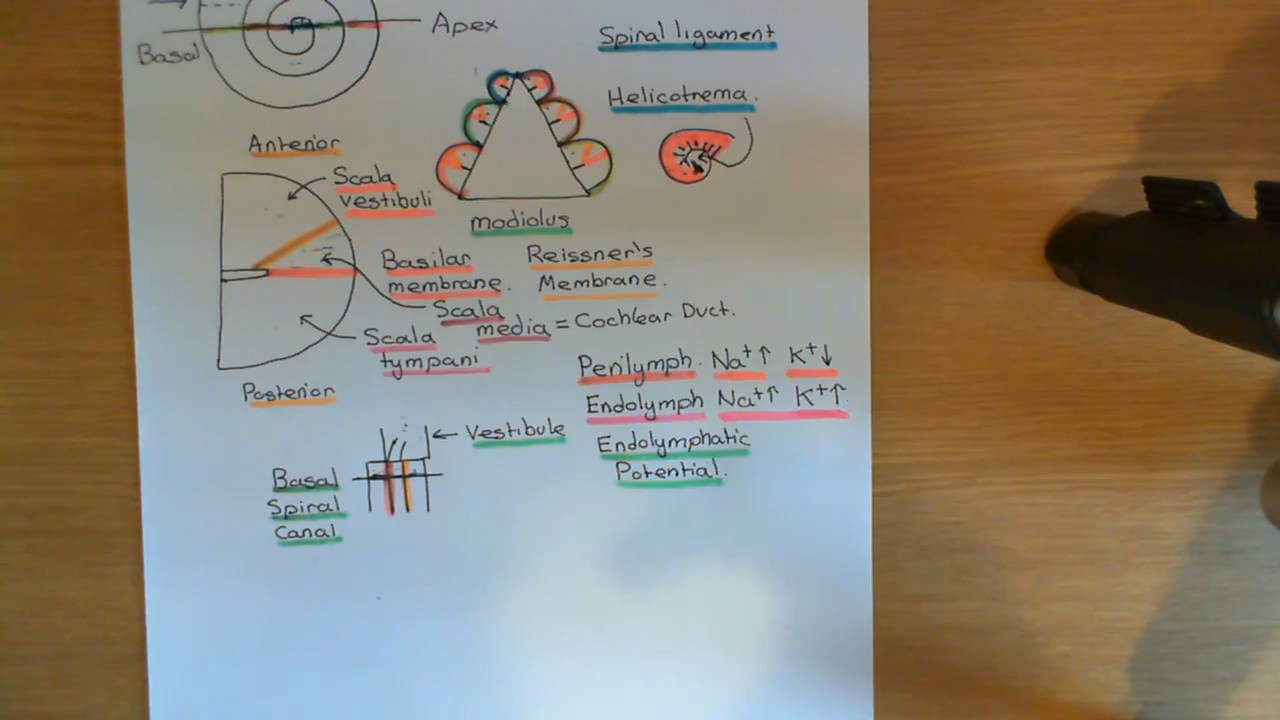 Apex
Basal
Spiral ligament
Helicotrema.
Anterior
Scala
vestibuli
modiolus
Basilar
membrane.
Reissner's
Membrane.
Scala
media = Cochlear Duct.
Scala
tympani
Perilymph. Na+↑ K+↓
Endolymph Na+↑ K+↑
Endolymphatic
Potential.
Posterior
Vestibule
Basal
Spiral
Canal